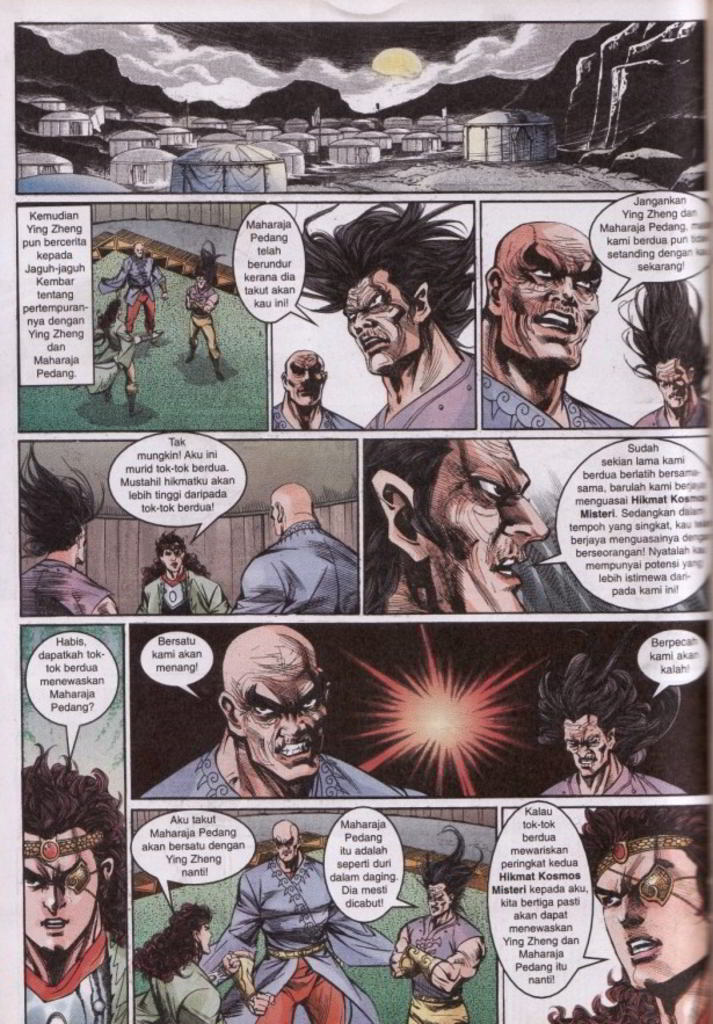 Kemudian
Ying Zheng
pun bercerita
kepada
Jaguh-jaguh
Kembar
tentang
pertempuran-
nya dengan
Ying Zheng
dan
Maharaja
Pedang.
Maharaja
Pedang
telah
berundur
kerana dia
takut akan
kau ini!
Jangankan
Ying Zheng dan
Maharaja Pedang,
kami berdua pun
setanding dengan
sekarang!
Tak
mungkin! Aku ini
murid tok-tok berdua.
Mustahil hikmatku akan
lebih tinggi daripada
tok-tok berdua!
Sudah
sekian lama kami
berdua berlatih bersama-
sama, barulah kami
menguasai Hikmat Kosmos
Misteri. Sedangkan dalam
tempoh yang singkat, kau
berjaya menguasainya
berseorangan! Nyatalah
mempunyai potensi yang
lebih istimewa dari-
pada kami ini!
Habis,
dapatkah tok-
tok berdua
menewaskan
Maharaja
Pedang?
Bersatu
kami akan
menang!
Berpecah
kami akan
kalah!
Aku takut
Maharaja Pedang
akan bersatu dengan
Ying Zheng
nanti!
Maharaja
Pedang
itu adalah
seperti duri
dalam daging.
Dia mesti
dicabut!
Kalau
tok-tok
berdua
mewariskan
peringkat kedua
Hikmat Kosmos
Misteri kepada aku,
kita bertiga pasti
akan dapat
menewaskan
Ying Zheng dan
Maharaja
Pedang itu
nanti!